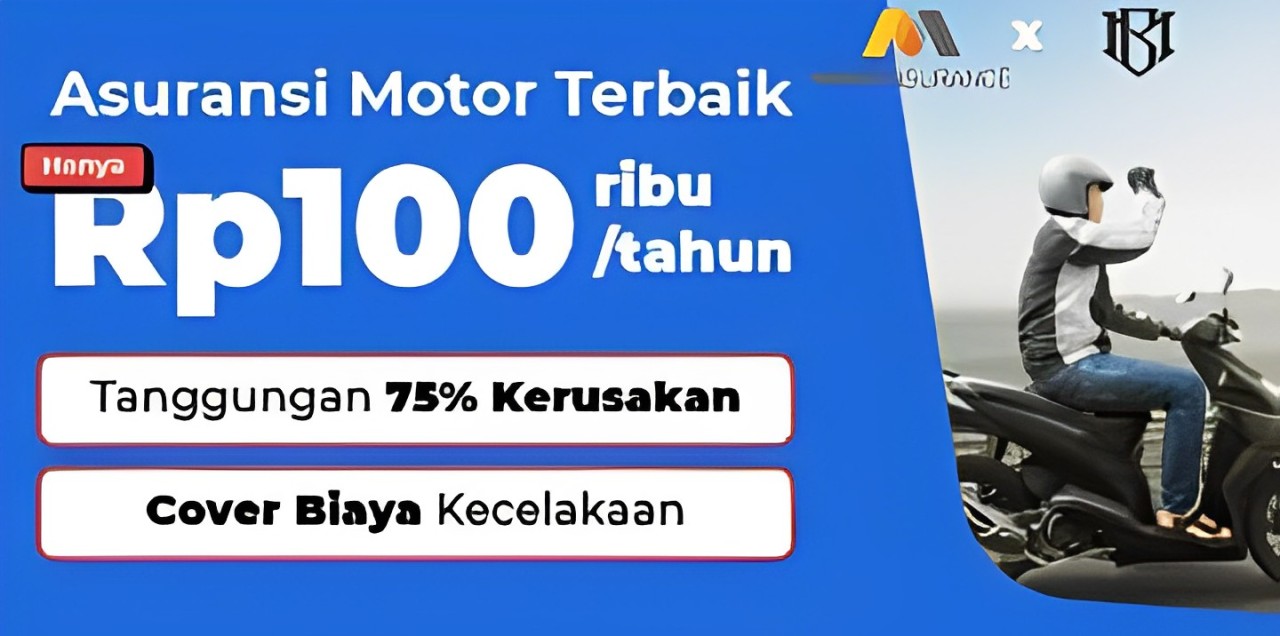 Asuransi Motor Terbaik
Hanya
Rp100 ribu
/tahun
Tanggungan 75% Kerusakan
Cover Biaya Kecelakaan